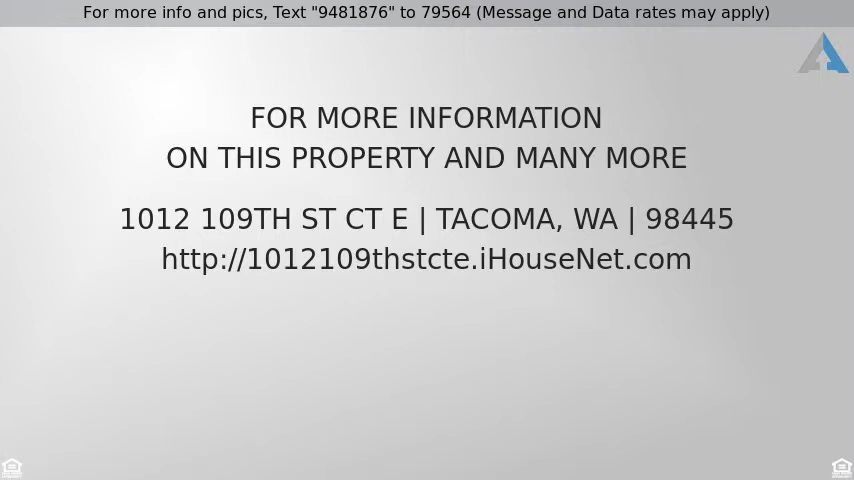 For more info and pics, Text "9481876" to 79564 (Message and Data rates may apply)
FOR MORE INFORMATION
ON THIS PROPERTY AND MANY MORE
1012 109TH ST CT E | TACOMA, WA | 98445
http://1012109thstcte.iHouseNet.com